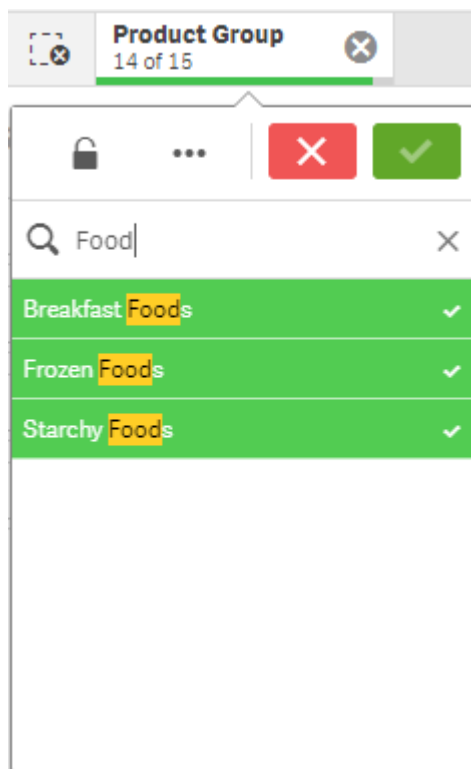 Product Group
14 of 15
Food
Breakfast Foods
Frozen Foods
Starchy Foods